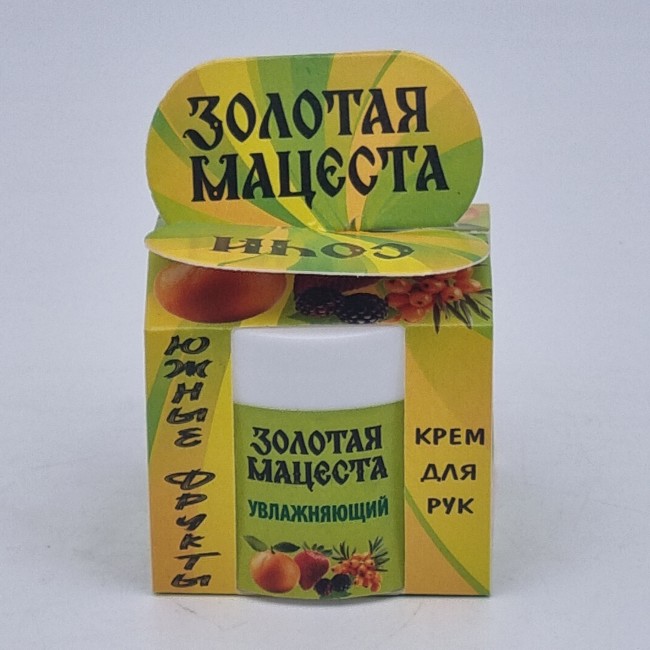 ЗОЛОТАЯ
МАЦЕСТА
СОЧИ
ЮЖНЫЕ ФРУКТЫ
ЗОЛОТАЯ
МАЦЕСТА
УВЛАЖНЯЮЩИЙ
КРЕМ
ДЛЯ
РУК